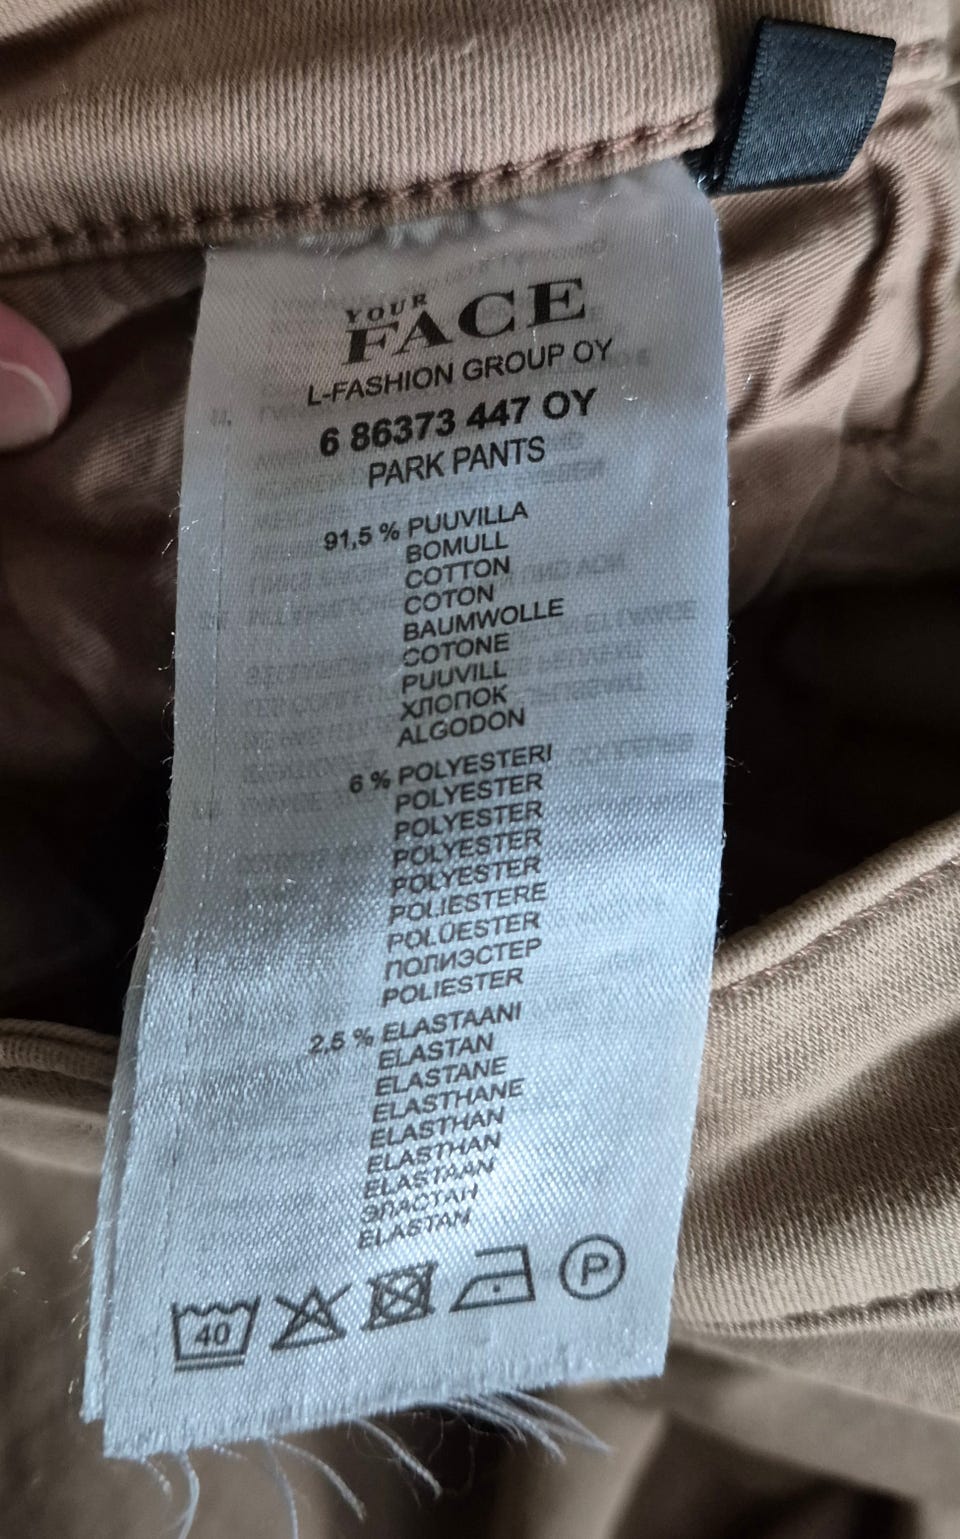 YOUR
FACE
L-FASHION GROUP OY
6 86373 447 OY
PARK PANTS
91,5 % PUUVILLA
BOMULL
COTTON
COTON
BAUMWOLLE
COTONE
PUUVILL
ХЛОПОК
ALGODON
6 % POLYESTERI
POLYESTER
POLYESTER
POLYESTER
POLYESTER
POLIESTERE
POLÜESTER
ПОЛИЭСТЕР
POLIESTER
2,5 % ELASTAANI
ELASTAN
ELASTANE
ELASTHANE
ELASTHAN
ELASTHAN
ELASTAAN
ЭЛАСТАН
ELASTAN
40
P